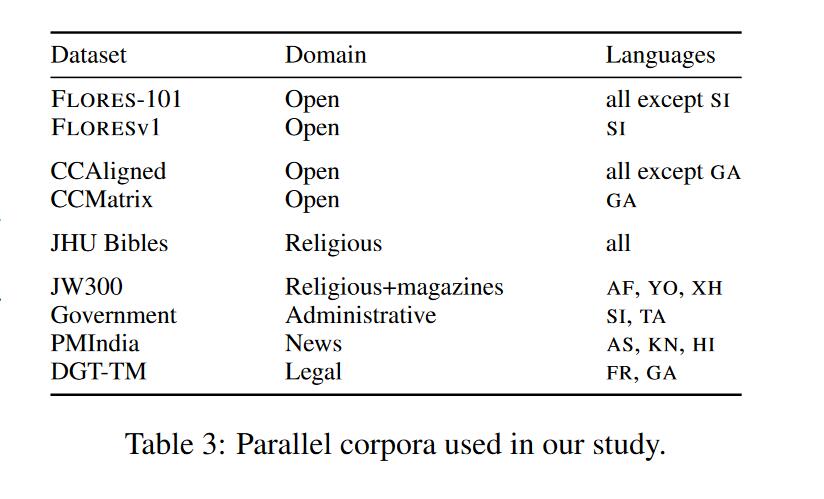 Dataset Domain Languages
FLORES-101 Open all except SI
FLORESv1 Open SI
CCAligned Open all except GA
CCMatrix Open GA
JHU Bibles Religious all
JW300 Religious+magazines AF, YO, XH
Government Administrative SI, TA
PMIndia News AS, KN, HI
DGT-TM Legal FR, GA
Table 3: Parallel corpora used in our study.